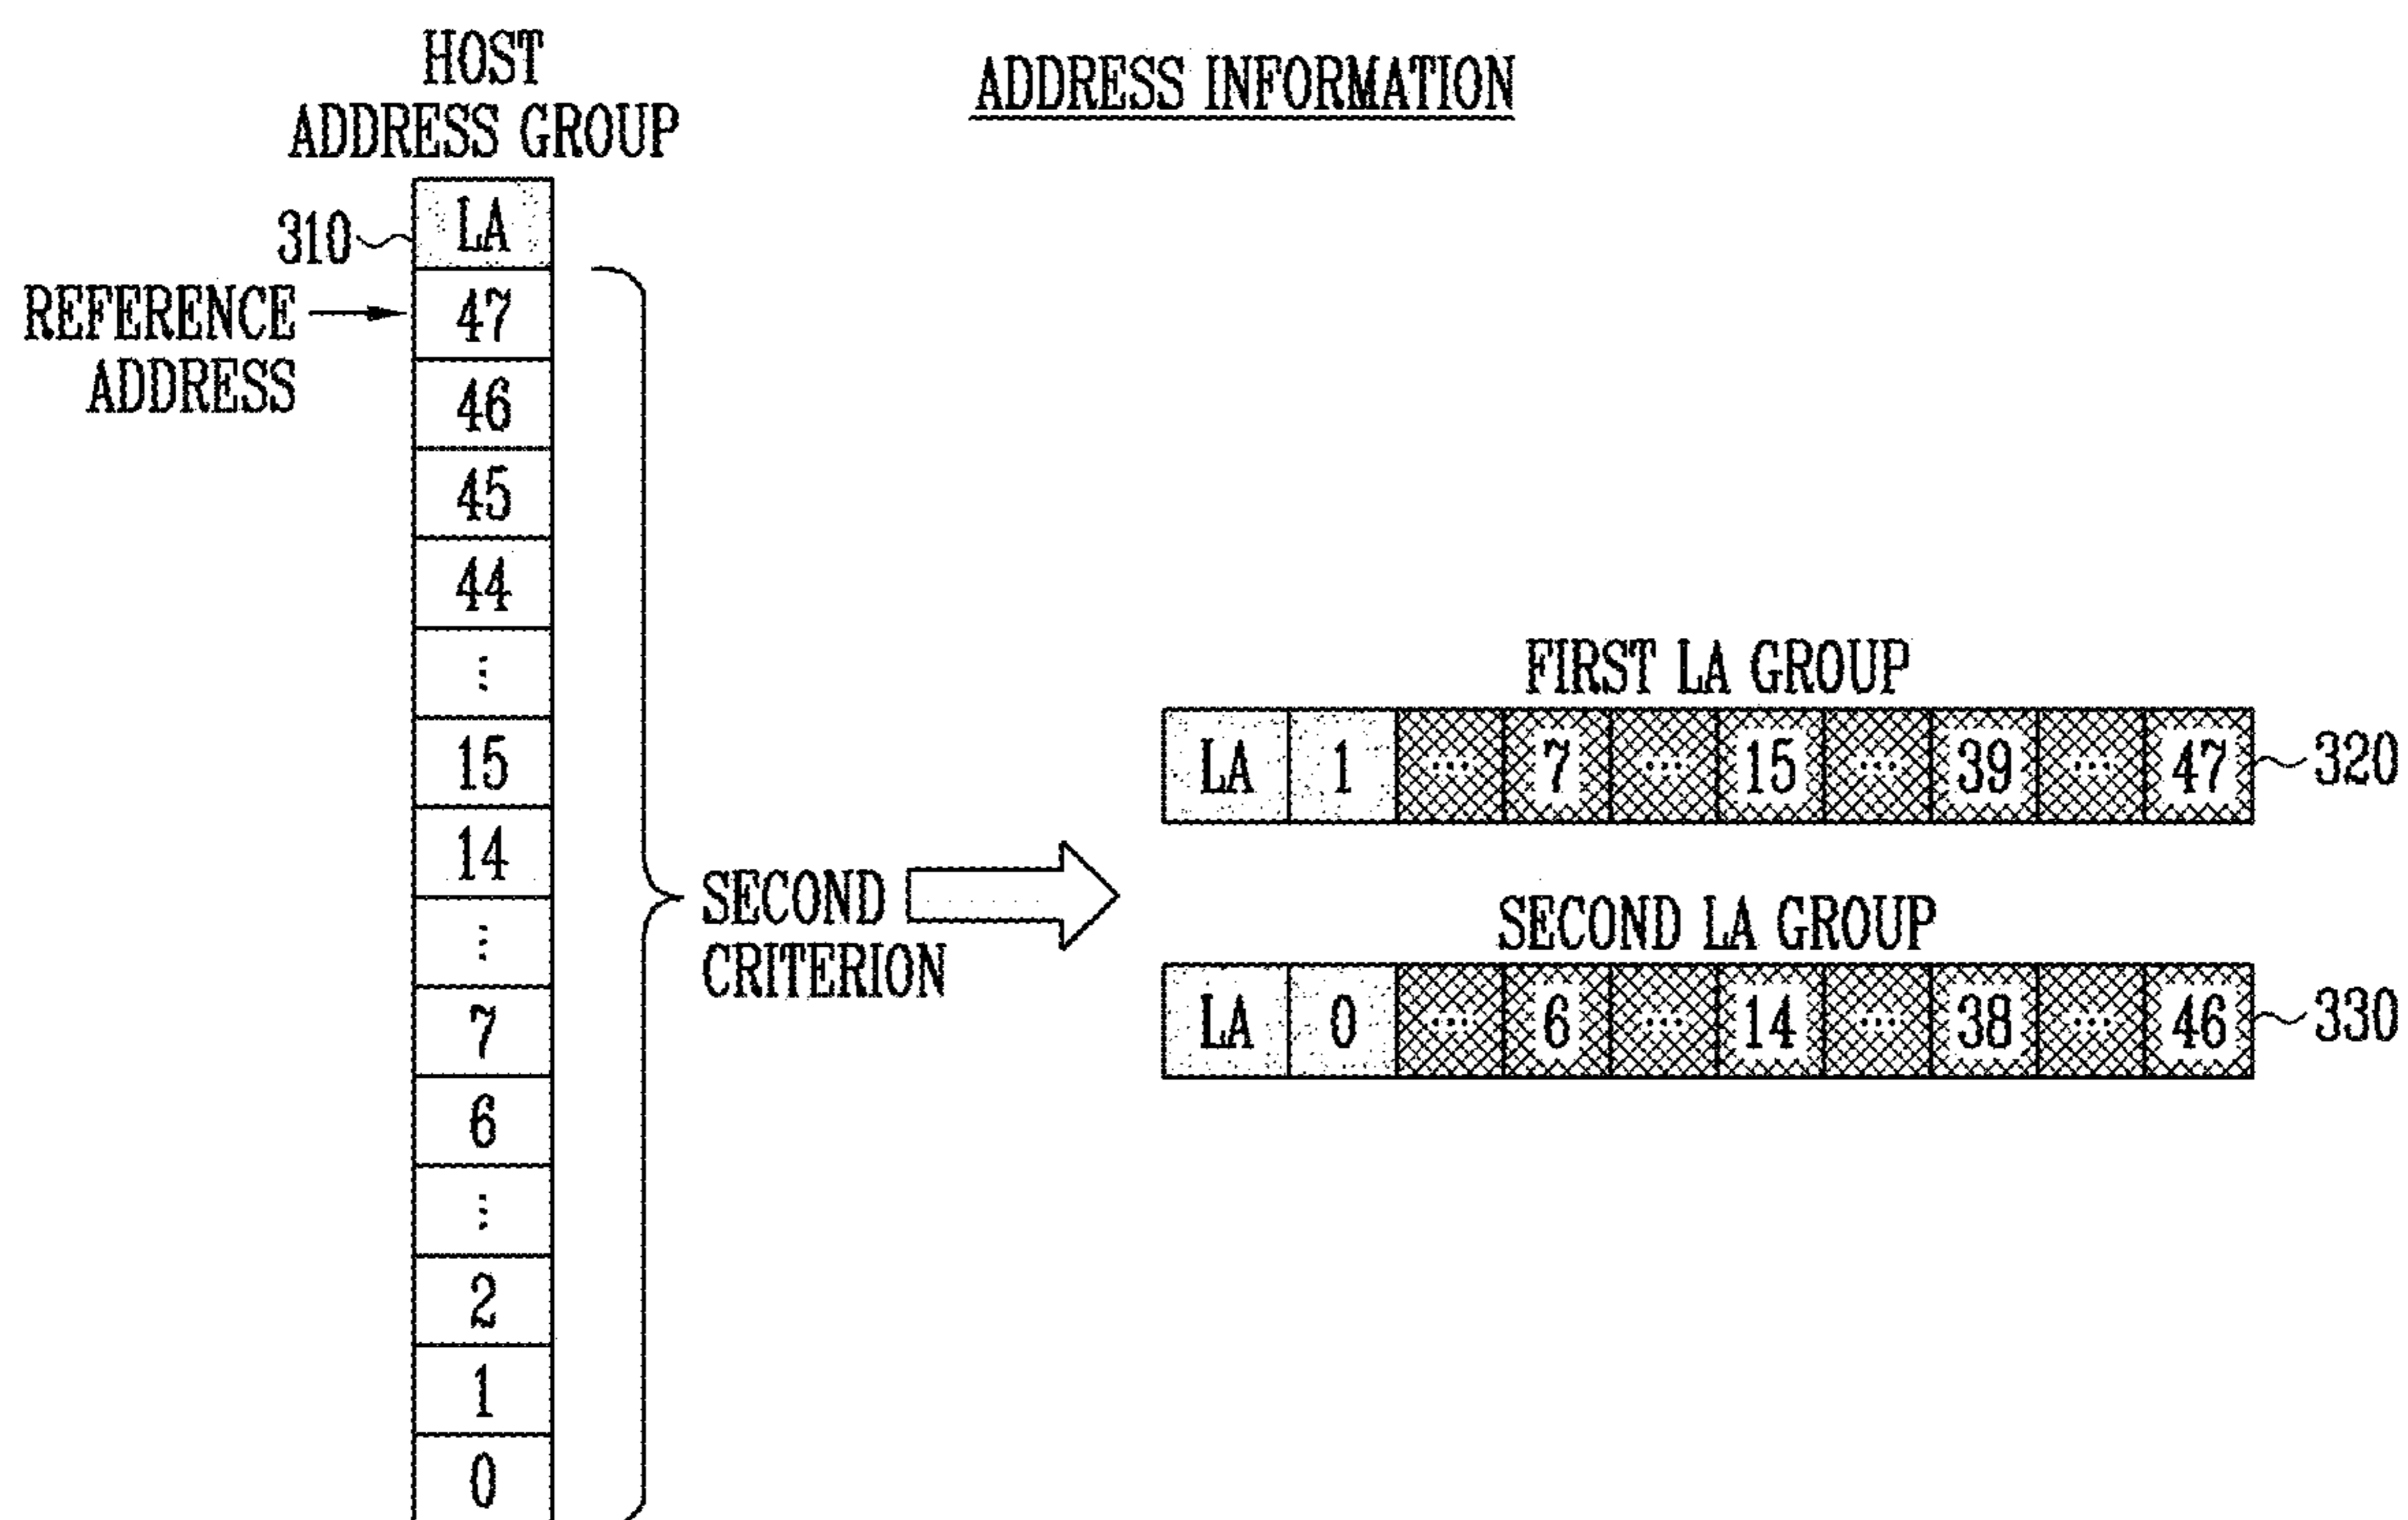 HOST
ADDRESS GROUP
ADDRESS INFORMATION
310
LA
REFERENCE
ADDRESS
47
46
45
44
⋮
15
14
⋮
7
6
⋮
2
1
0
SECOND
CRITERION
FIRST LA GROUP
LA 1 ... 7 ... 15 ... 39 ... 47 320
SECOND LA GROUP
LA 0 ... 6 ... 14 ... 38 ... 46 330